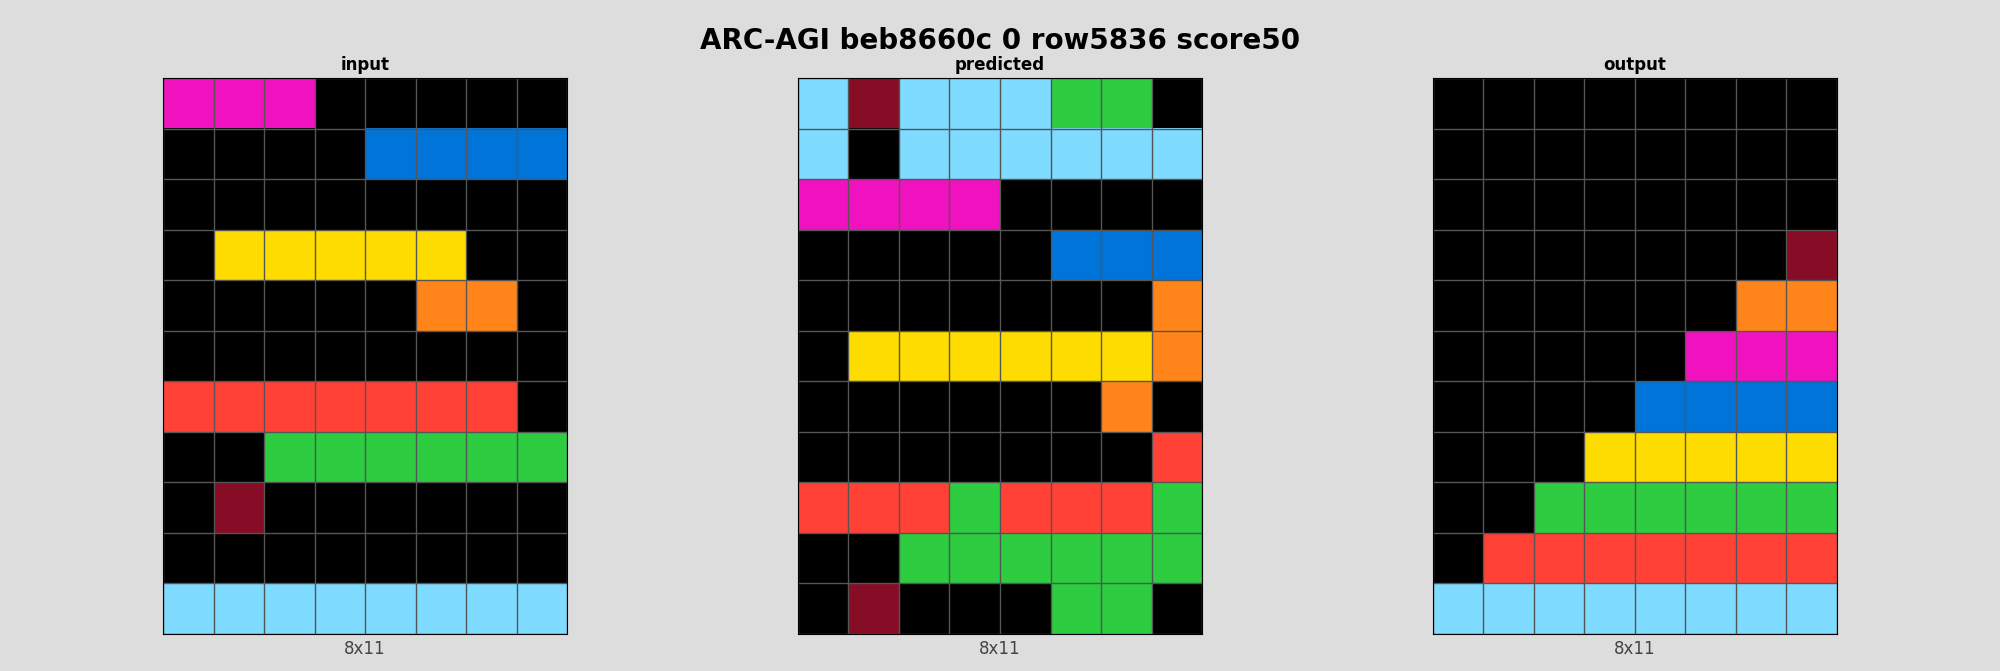 ARC-AGI beb8660c 0 row5836 score50
input
predicted
output
8x11
8x11
8x11